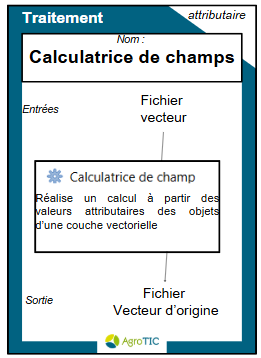 Traitement
attributaire
Nom :
Calculatrice de champs
Entrées
Fichier
vecteur
Calculatrice de champ
Réalise un calcul à partir des
valeurs attributaires des objets
d'une couche vectorielle
Sortie
Fichier
Vecteur d'origine
AgroTIC